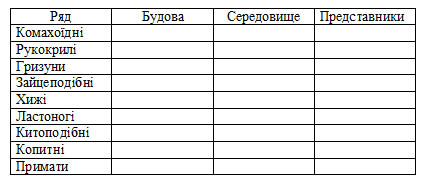 Ряд Будова Середовище Представники
Комахоїдні
Рукокрилі
Гризуни
Зайцеподібні
Хижі
Ластоногі
Китоподібні
Копитні
Примати